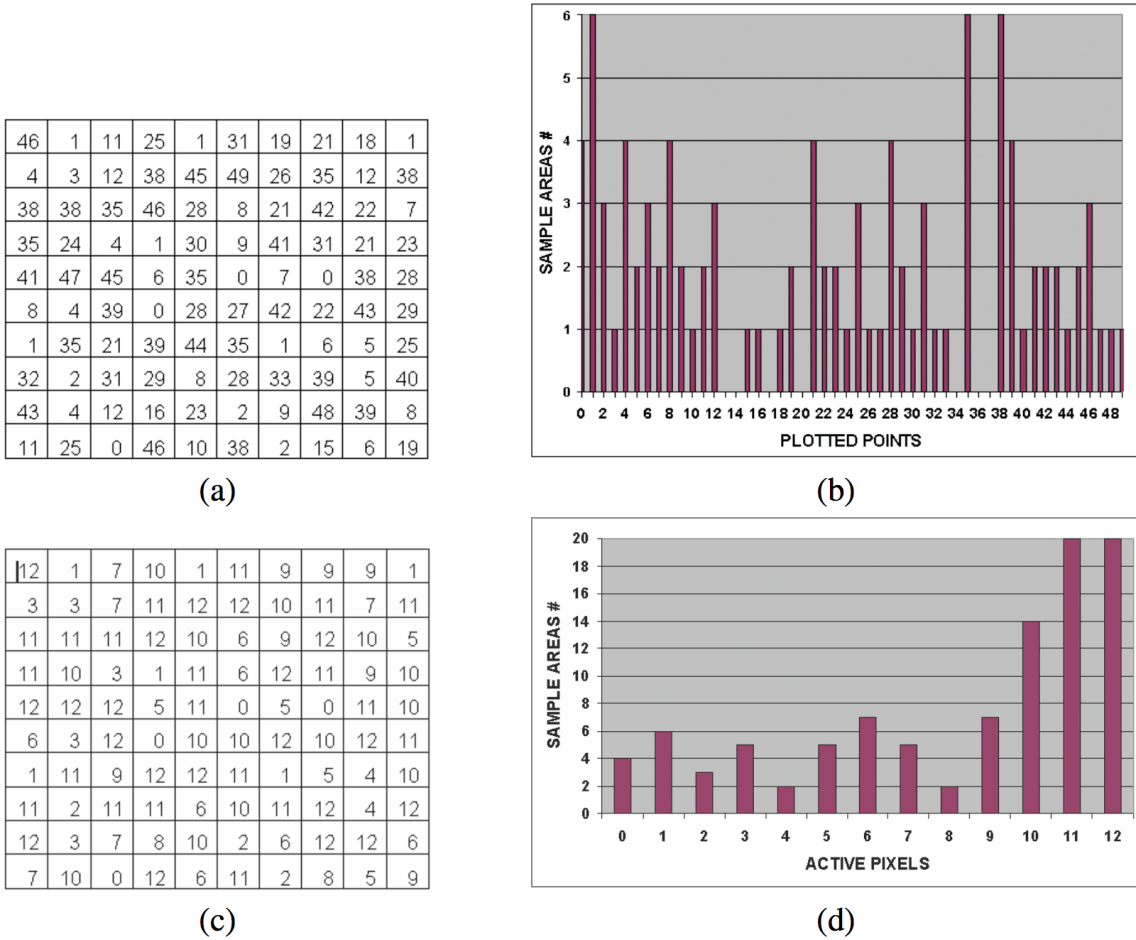 46 1 11 25 1 31 19 21 18 1
4 3 12 38 45 49 26 35 12 38
38 38 35 46 28 8 21 42 22 7
35 24 4 1 30 9 41 31 21 23
41 47 45 6 35 0 7 0 38 28
8 4 39 0 28 27 42 22 43 29
1 35 21 39 44 35 1 6 5 25
32 2 31 29 8 28 33 39 5 40
43 4 12 16 23 2 9 48 39 8
11 25 0 46 10 38 2 15 6 19
(a)
SAMPLE AREAS #
6
5
4
3
2
1
0
0 2 4 6 8 10 12 14 16 18 20 22 24 26 28 30 32 34 36 38 40 42 44 46 48
PLOTTED POINTS
(b)
12 1 7 10 1 11 9 9 9 1
3 3 7 11 12 12 10 11 7 11
11 11 11 12 10 6 9 12 10 5
11 10 3 1 11 6 12 11 9 10
12 12 12 5 11 0 5 0 11 10
6 3 12 0 10 10 12 10 12 11
1 11 9 12 12 11 1 5 4 10
11 2 11 11 6 10 11 12 4 12
12 3 7 8 10 2 6 12 12 6
7 10 0 12 6 11 2 8 5 9
(c)
SAMPLE AREAS #
20
18
16
14
12
10
8
6
4
2
0
0 1 2 3 4 5 6 7 8 9 10 11 12
ACTIVE PIXELS
(d)